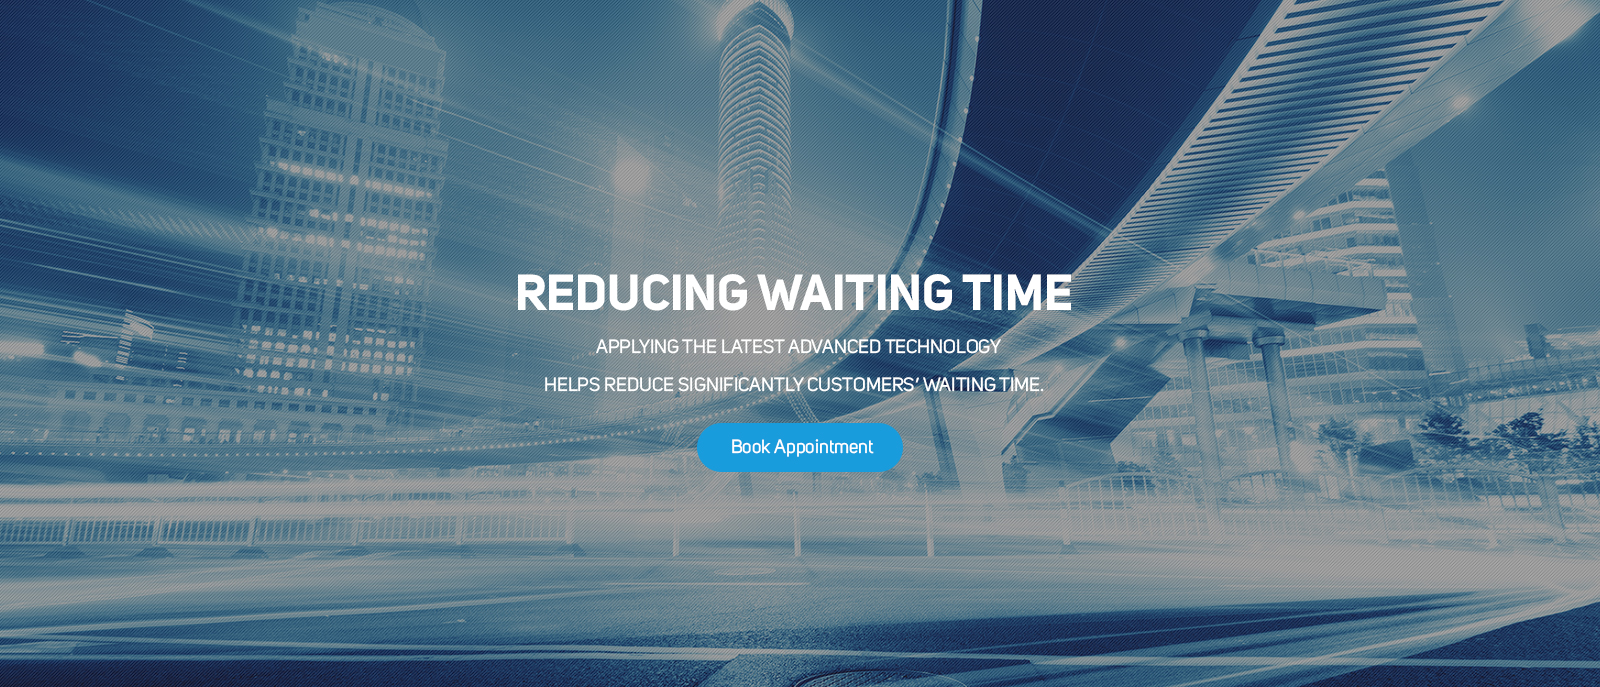 REDUCING WAITING TIME
APPLYING THE LATEST ADVANCED TECHNOLOGY
HELPS REDUCE SIGNIFICANTLY CUSTOMERS’ WAITING TIME.
Book Appointment